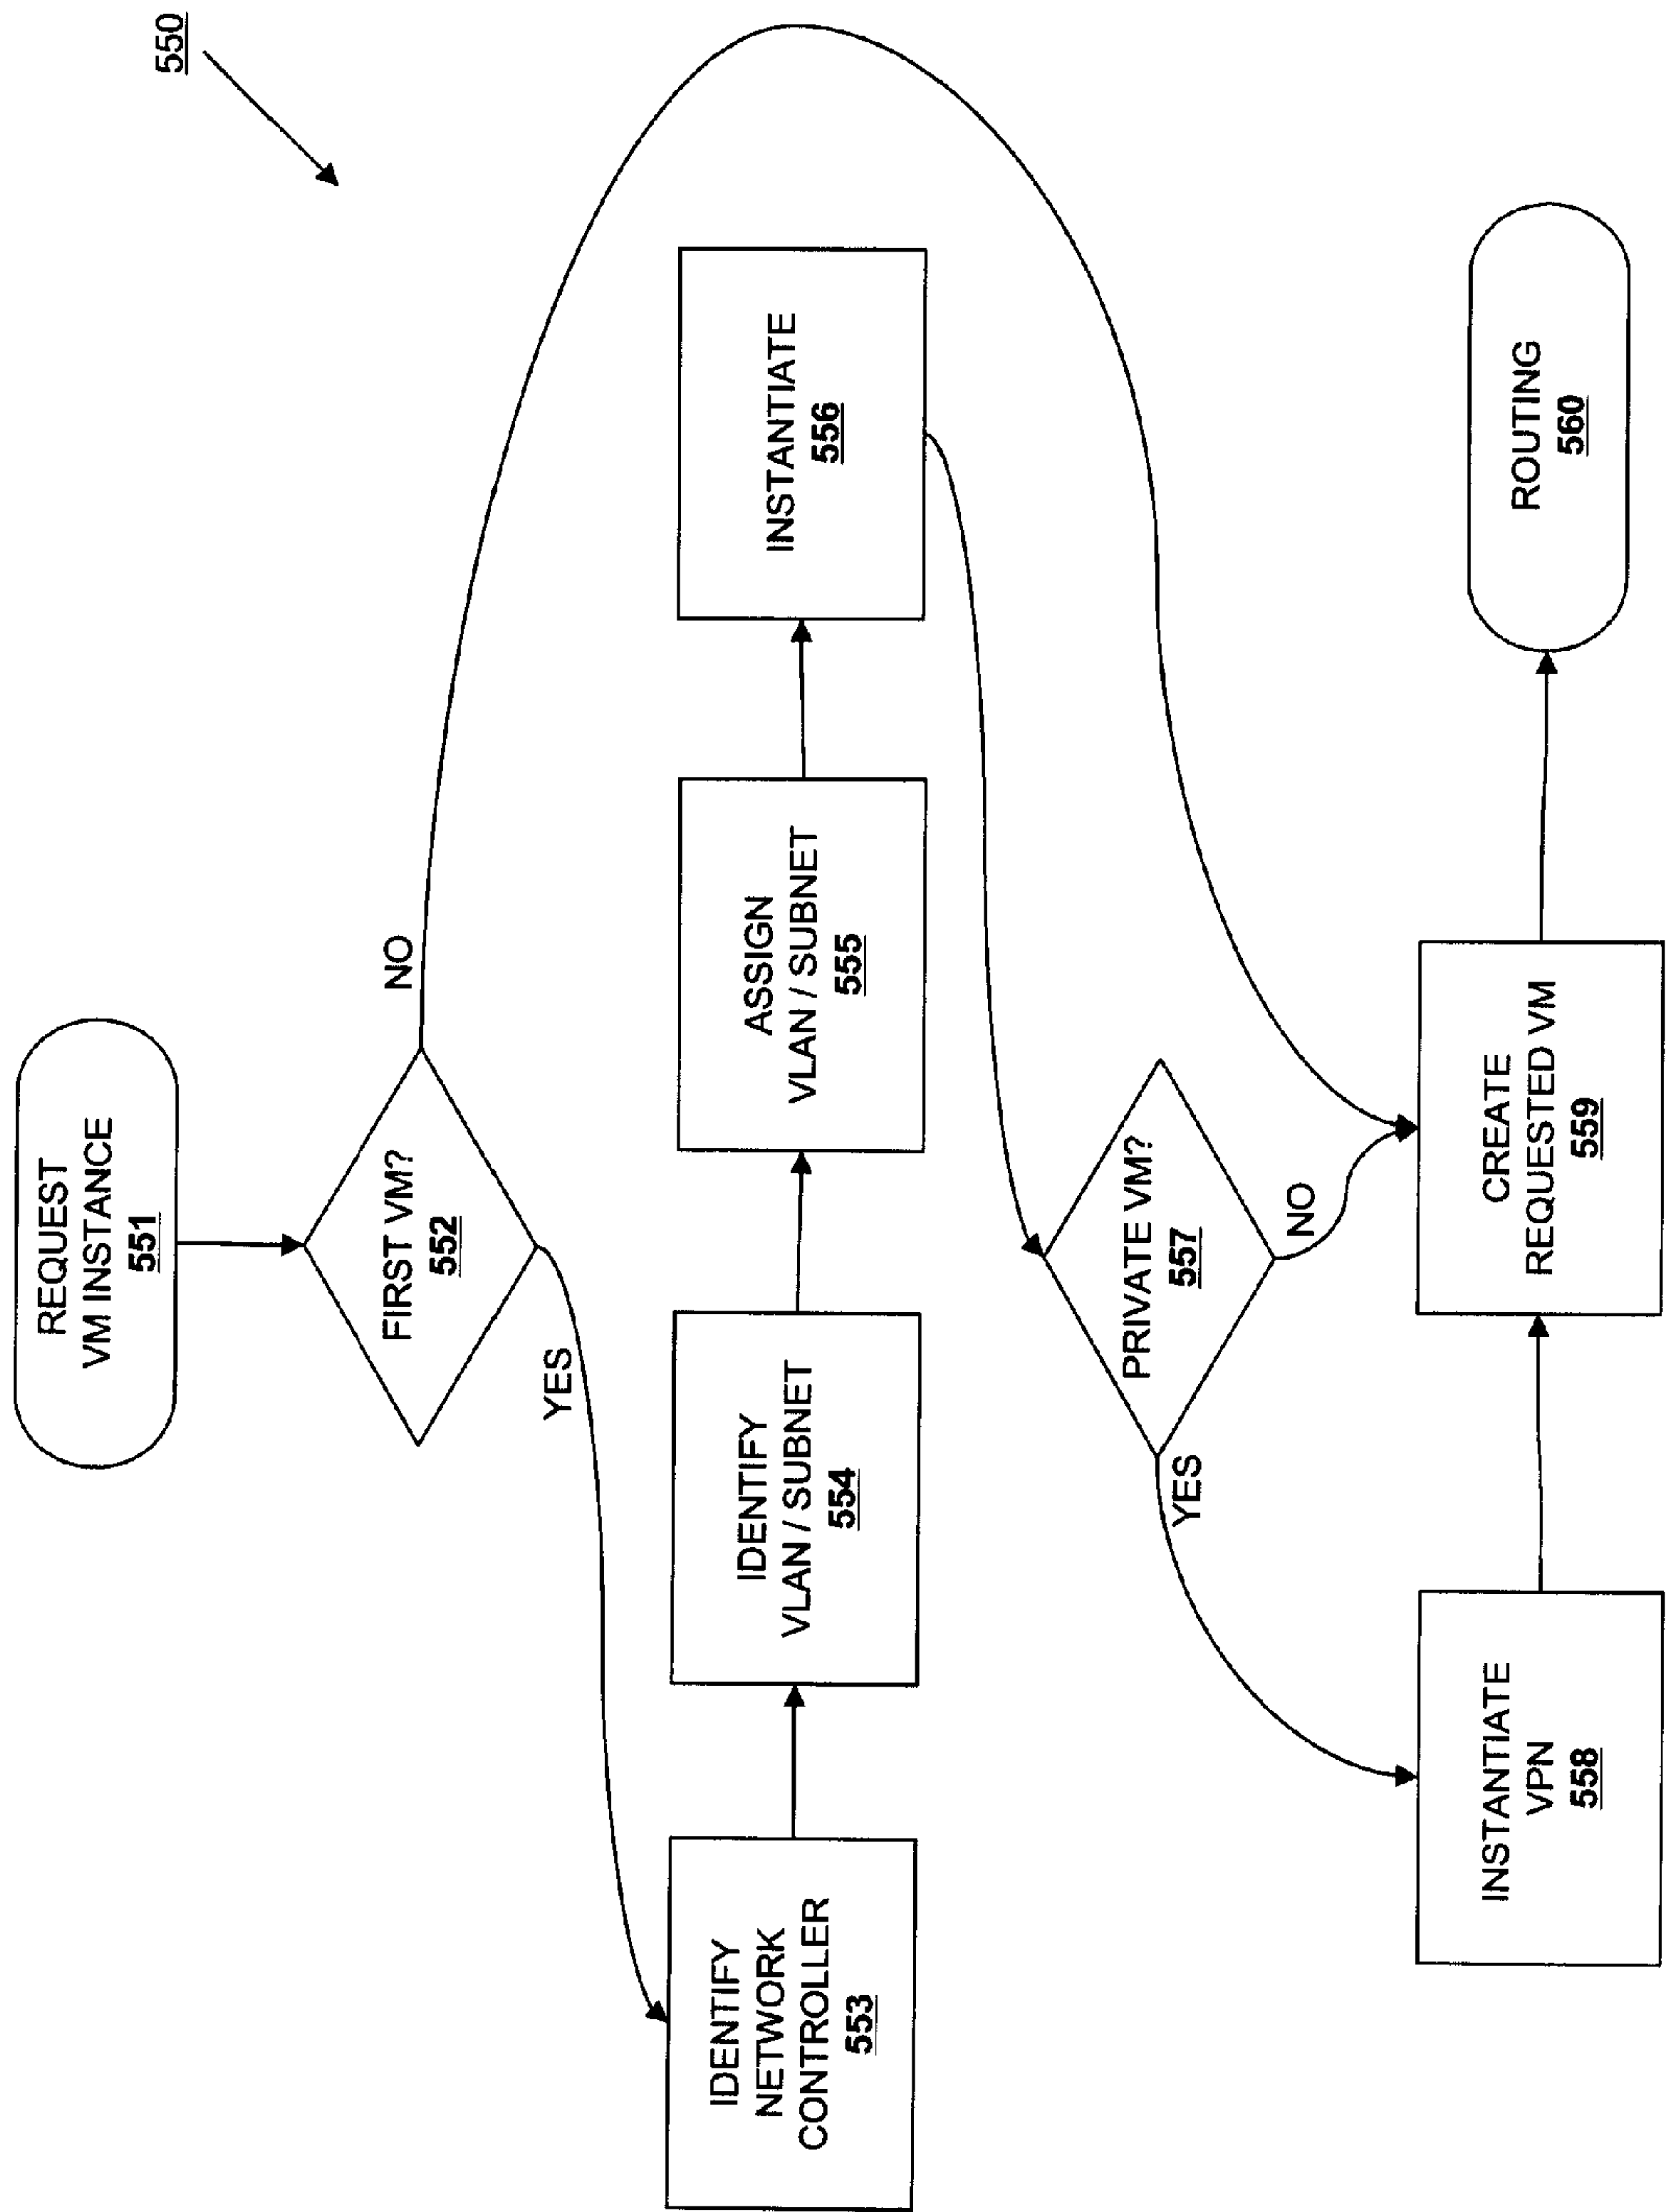 550
REQUEST
VM INSTANCE
551
FIRST VM?
552
NO
YES
IDENTIFY
NETWORK
CONTROLLER
553
IDENTIFY
VLAN / SUBNET
554
ASSIGN
VLAN / SUBNET
555
INSTANTIATE
556
PRIVATE VM?
557
YES
NO
INSTANTIATE
VPN
558
CREATE
REQUESTED VM
559
ROUTING
560